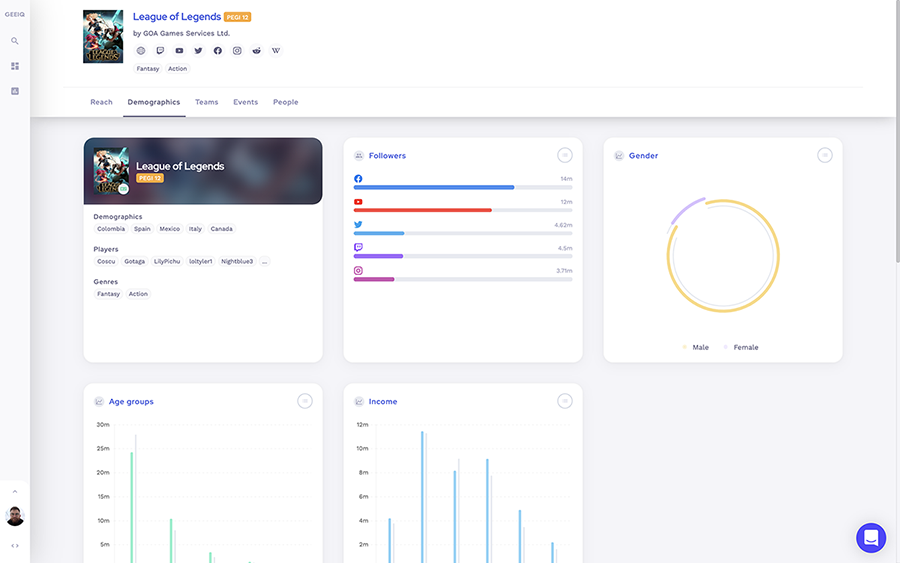 GEEIQ
League of Legends PEGI 12
by GOA Games Services Ltd.
W
Fantasy Action
Reach Demographics Teams Events People
LEAGUE LEGENDS
League of Legends
PEGI 12
Demographics
Colombia Spain Mexico Italy Canada
Players
Coscu Gotaga LilyPichu loltyler1 Nightblue3 ...
Genres
Fantasy Action
Followers
14m
12m
4.62m
4.5m
3.71m
Gender
Male Female
Age groups
30m
25m
20m
15m
10m
5m
Income
12m
10m
8m
6m
4m
2m